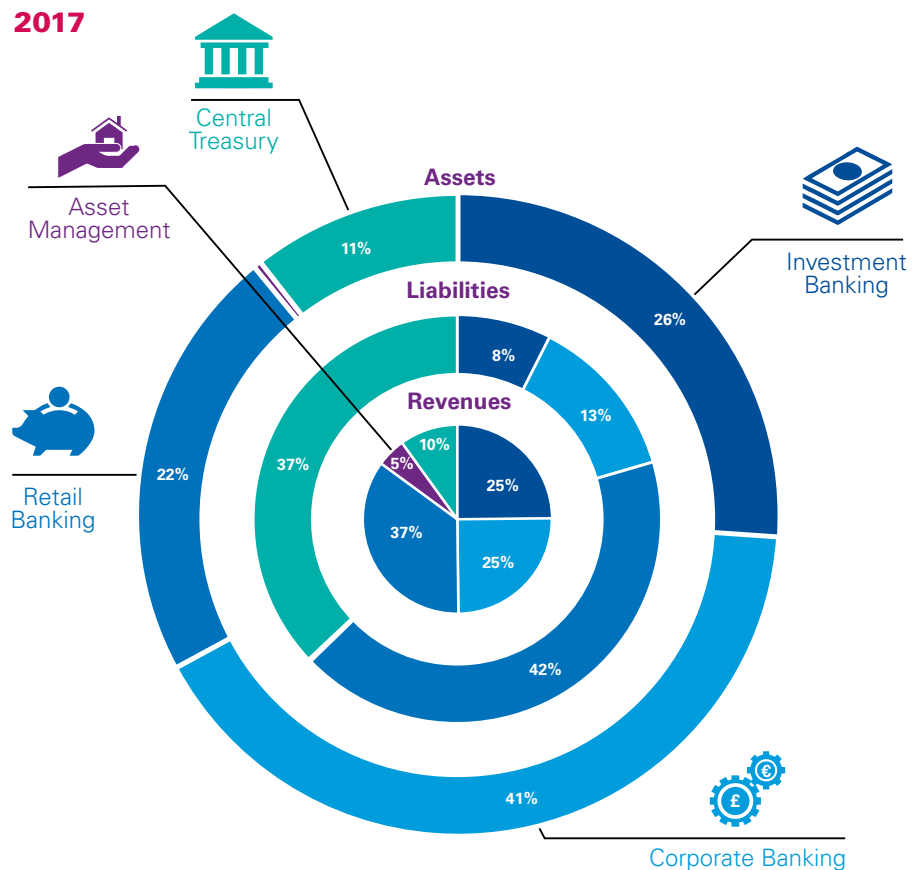 2017
Central
Treasury
Asset
Management
Assets
Investment
Banking
11%
26%
Liabilities
8%
13%
Revenues
10%
5%
25%
37%
22%
Retail
Banking
37%
25%
42%
41%
£
€
Corporate Banking